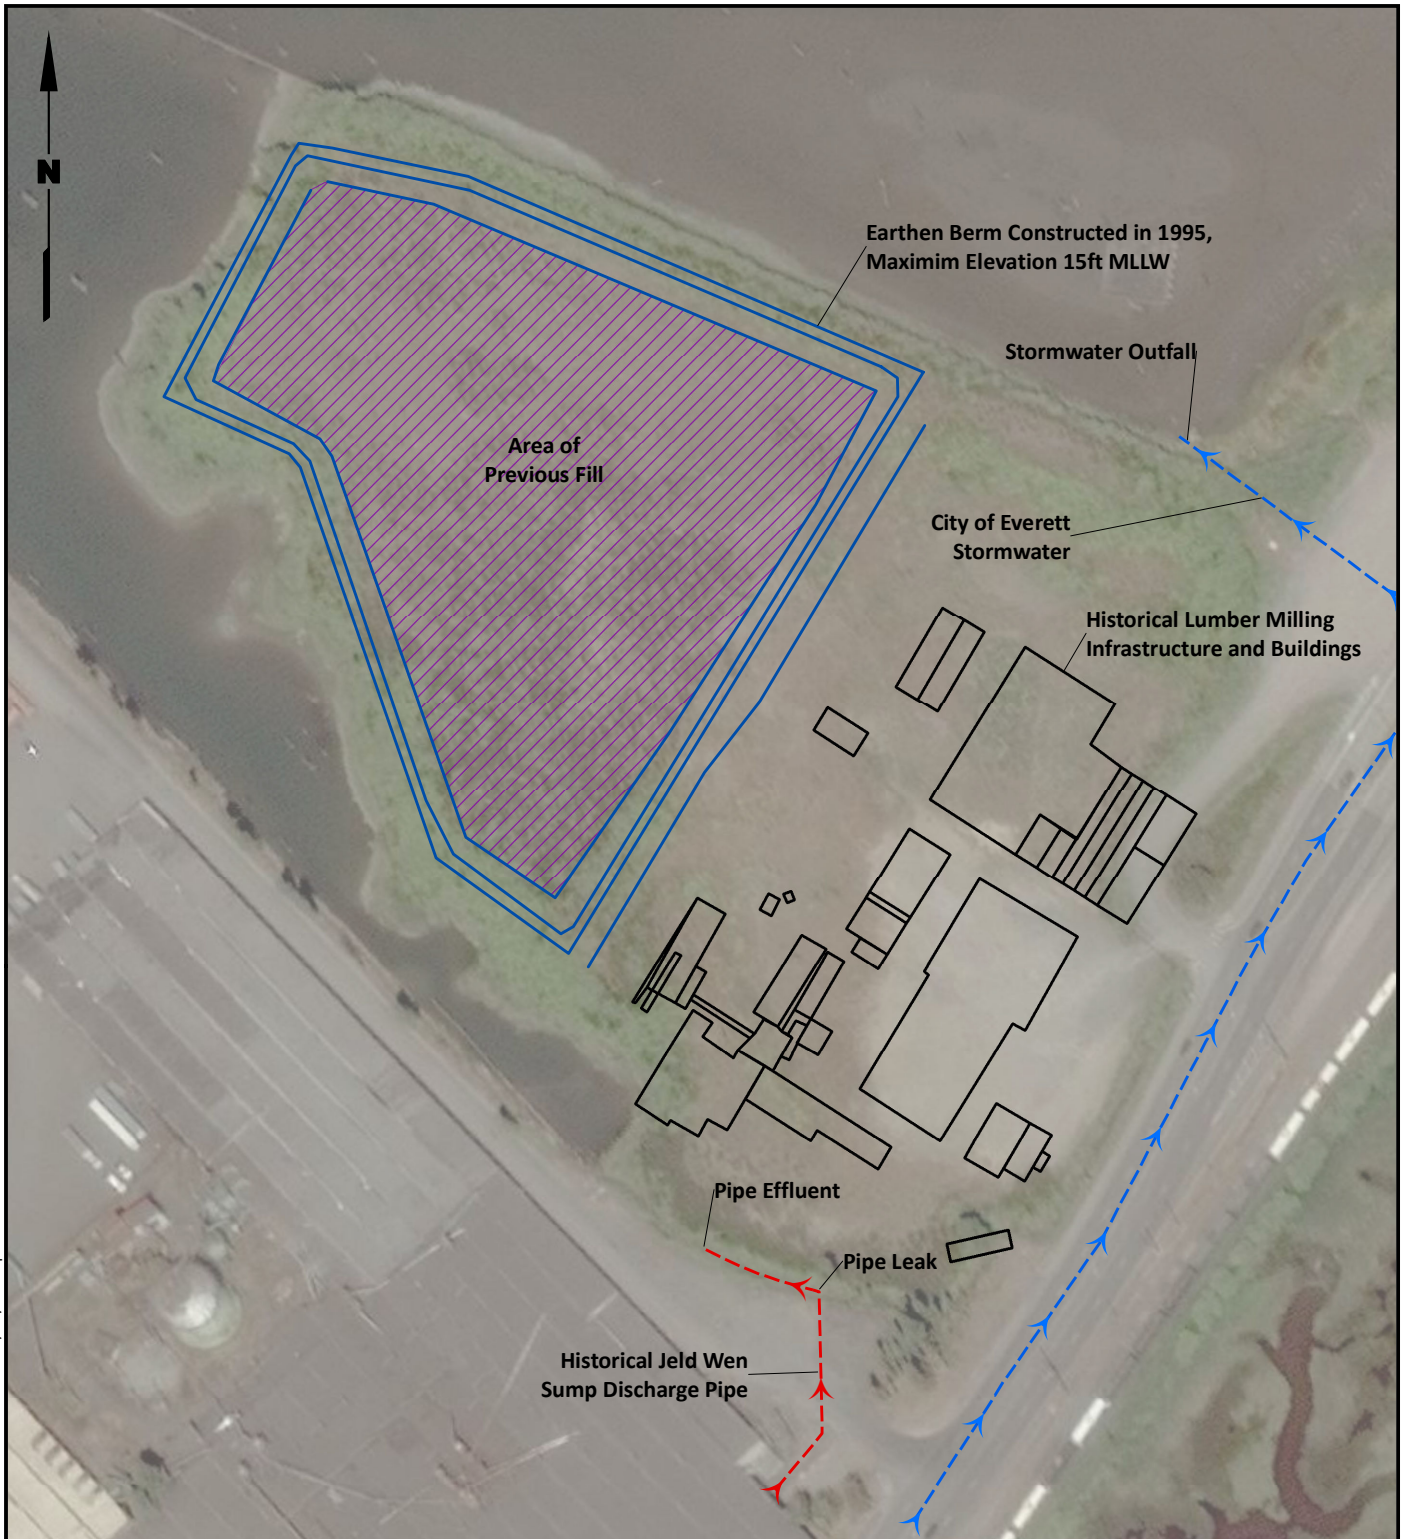 N
Earthen Berm Constructed in 1995,
Maximim Elevation 15ft MLLW
Stormwater Outfall
Area of
Previous Fill
City of Everett
Stormwater
Historical Lumber Milling
Infrastructure and Buildings
Pipe Effluent
Pipe Leak
Historical Jeld Wen
Sump Discharge Pipe